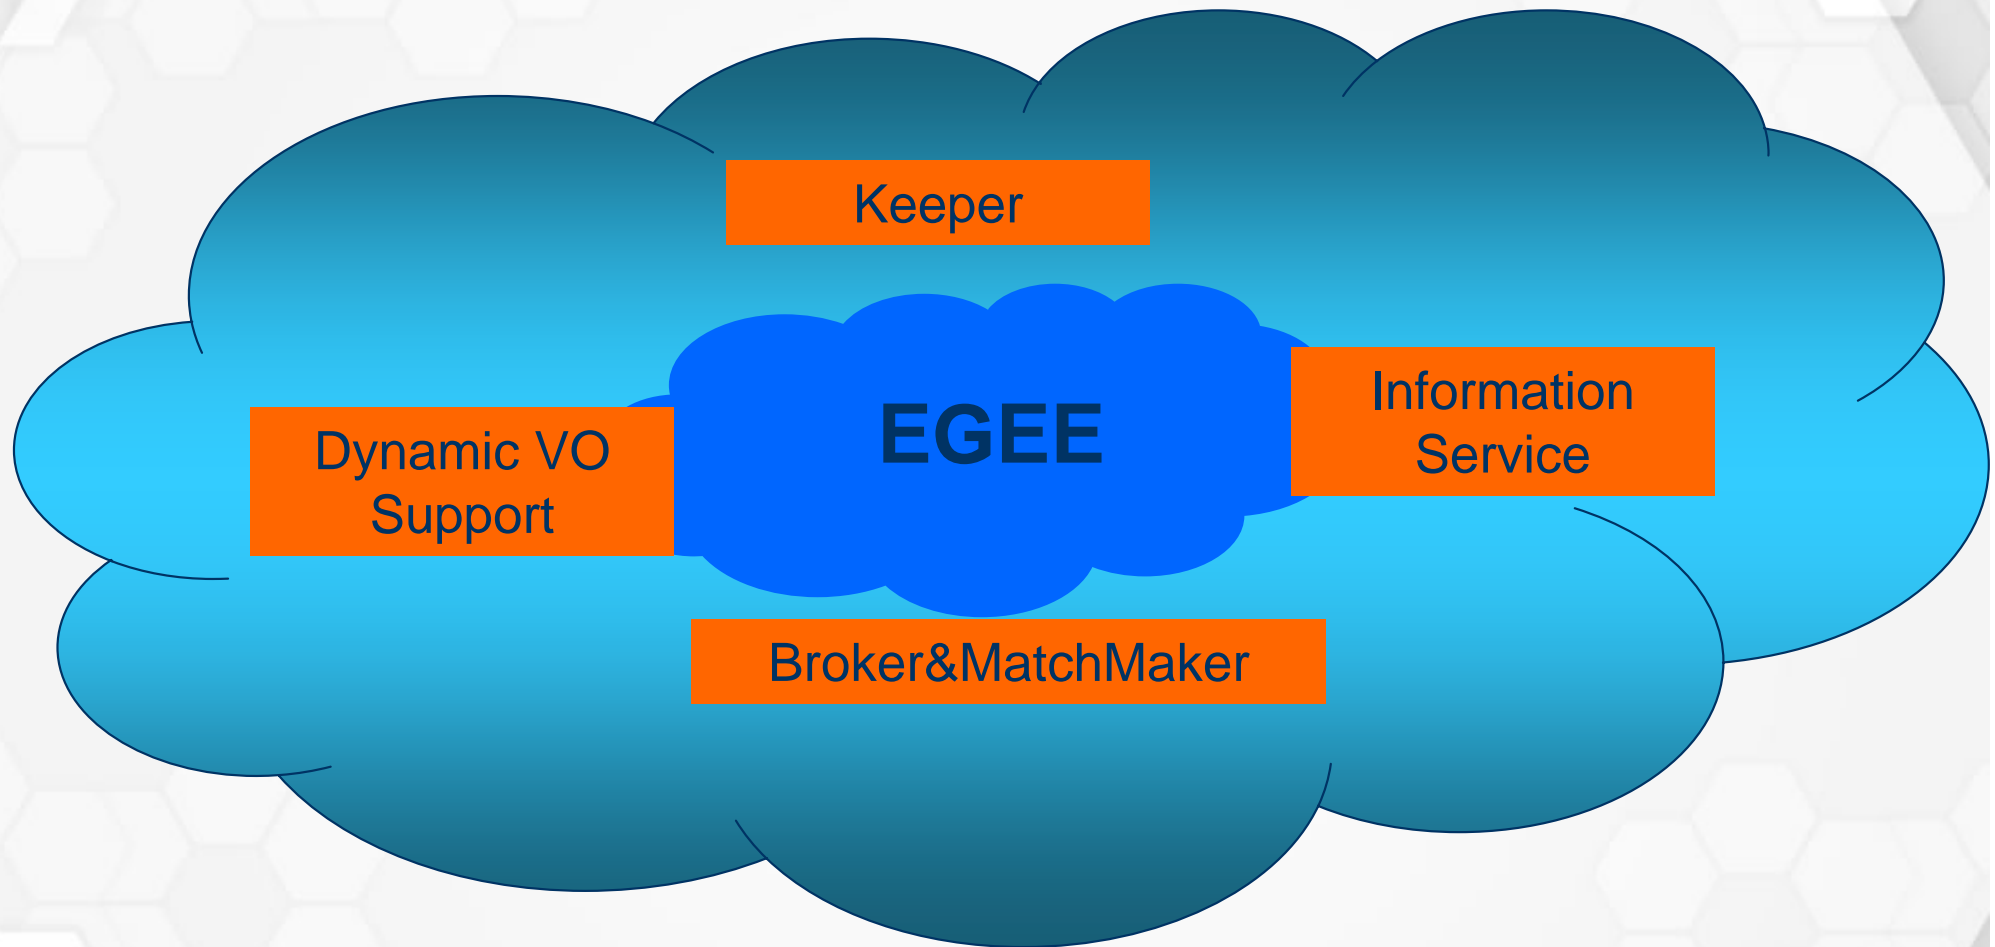 Keeper
EGEE
Information
Service
Dynamic VO
Support
Broker&MatchMaker